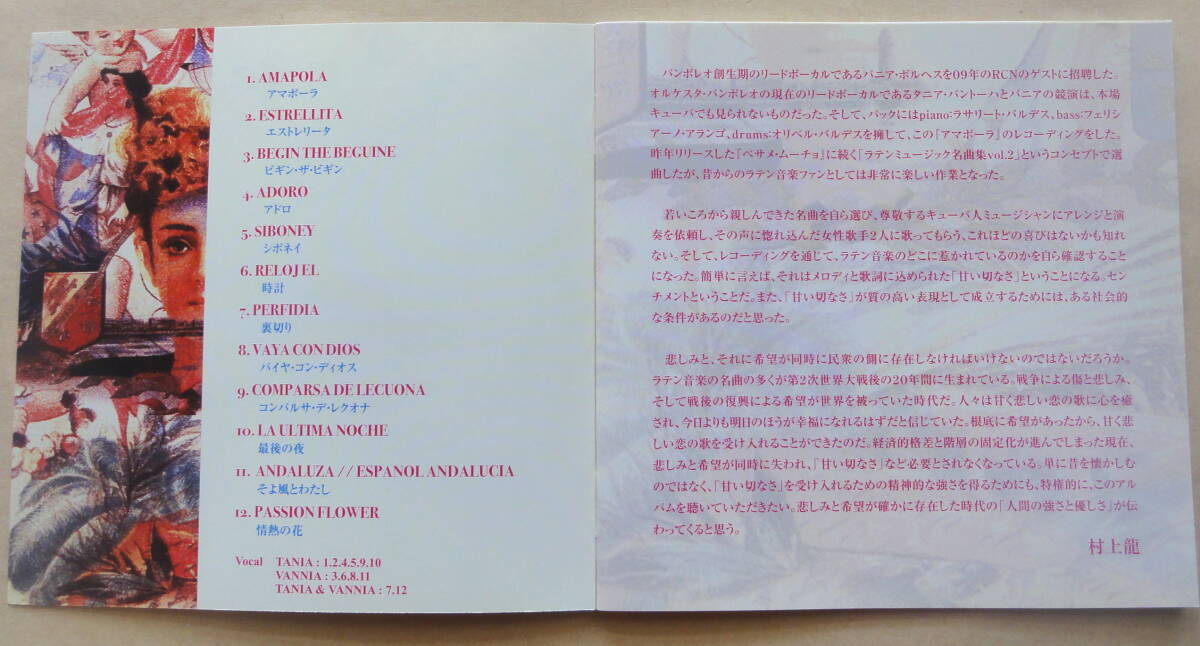 1. AMAPOLA
アマポーラ
2. ESTRELLITA
エストレリータ
3. BEGIN THE BEGUINE
ビギン・ザ・ビギン
4. ADORO
アドロ
5. SIBONEY
シボネイ
6. RELOJ EL
時計
7. PERFIDIA
裏切り
8. VAYA CON DIOS
バイヤ・コン・ディオス
9. COMPARSA DE LECUONA
コンパルサ・デ・レクオナ
10. LA ULTIMA NOCHE
最後の夜
11. ANDALUZA // ESPANOL ANDALUCIA
そよ風とわたし
12. PASSION FLOWER
情熱の花
Vocal TANIA : 1.2.4.5.9.10
VANNIA : 3.6.8.11
TANIA & VANNIA : 7.12
バンボレオ創生期のリードボーカルであるバニア・ボルヘスを09年のRCNのゲストに招聘した。
オルケスタ・バンボレオの現在のリードボーカルであるタニア・パントーハとバニアの競演は、本場
キューバでも見られないものだった。そして、バックにはpiano:ラサリート・バルデス、bass:フェリシ
アーノ・アランゴ、drums:オリベル・バルデスを擁して、この「アマポーラ」のレコーディングをした。
昨年リリースした『ベサメ・ムーチョ』に続く「ラテンミュージック名曲集vol.2」というコンセプトで選
曲したが、昔からのラテン音楽ファンとしては非常に楽しい作業となった。
若いころから親しんできた名曲を自ら選び、尊敬するキューバ人ミュージシャンにアレンジと演
奏を依頼し、その声に惚れ込んだ女性歌手2人に歌ってもらう、これほどの喜びはないかも知れ
ない。そして、レコーディングを通じて、ラテン音楽のどこに惹かれているのかを自ら確認すること
になった。簡単に言えば、それはメロディと歌詞に込められた「甘い切なさ」ということになる。セン
チメントということだ。また、「甘い切なさ」が質の高い表現として成立するためには、ある社会的
な条件があるのだと思った。
悲しみと、それに希望が同時に民衆の側に存在しなければいけないのではないだろうか。
ラテン音楽の名曲の多くが第2次世界大戦後の20年間に生まれている。戦争による傷と悲しみ、
そして戦後の復興による希望が世界を被っていた時代だ。人々は甘く悲しい恋の歌に心を癒
され、今日よりも明日のほうが幸福になれるはずだと信じていた。根底に希望があったから、甘く悲
しい恋の歌を受け入れることができたのだ。経済的格差と階層の固定化が進んでしまった現在、
悲しみと希望が同時に失われ、「甘い切なさ」など必要とされなくなっている。単に昔を懐かしむ
のではなく、「甘い切なさ」を受け入れるための精神的な強さを得るためにも、特権的に、このアル
バムを聴いていただきたい。悲しみと希望が確かに存在した時代の「人間の強さと優しさ」が伝
わってくると思う。
村上龍